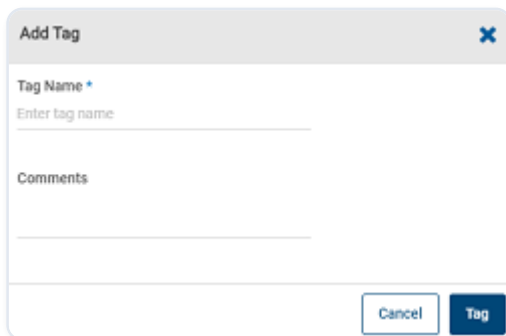 Add Tag
Tag Name *
Enter tag name
Comments
Cancel Tag